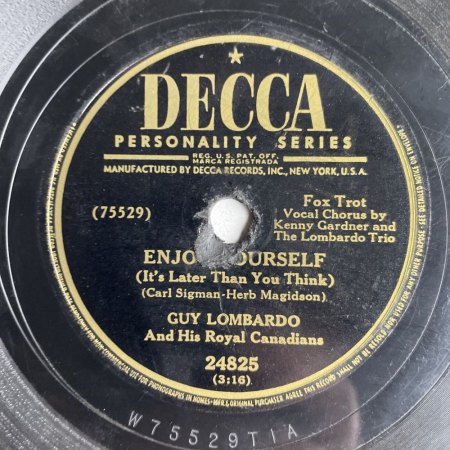 DECCA
PERSONALITY SERIES
REG. U.S. PAT. OFF.
MARCA REGISTRADA
MANUFACTURED BY DECCA RECORDS, INC., NEW YORK, U.S.A.
(75529)
Fox Trot
Vocal Chorus by
Kenny Gardner and
The Lombardo Trio
ENJO OURSELF
(It's Later Than You Think)
(Carl Sigman-Herb Magidson)
GUY LOMBARDO
And His Royal Canadians
24825
(3:16)
W75529T1A